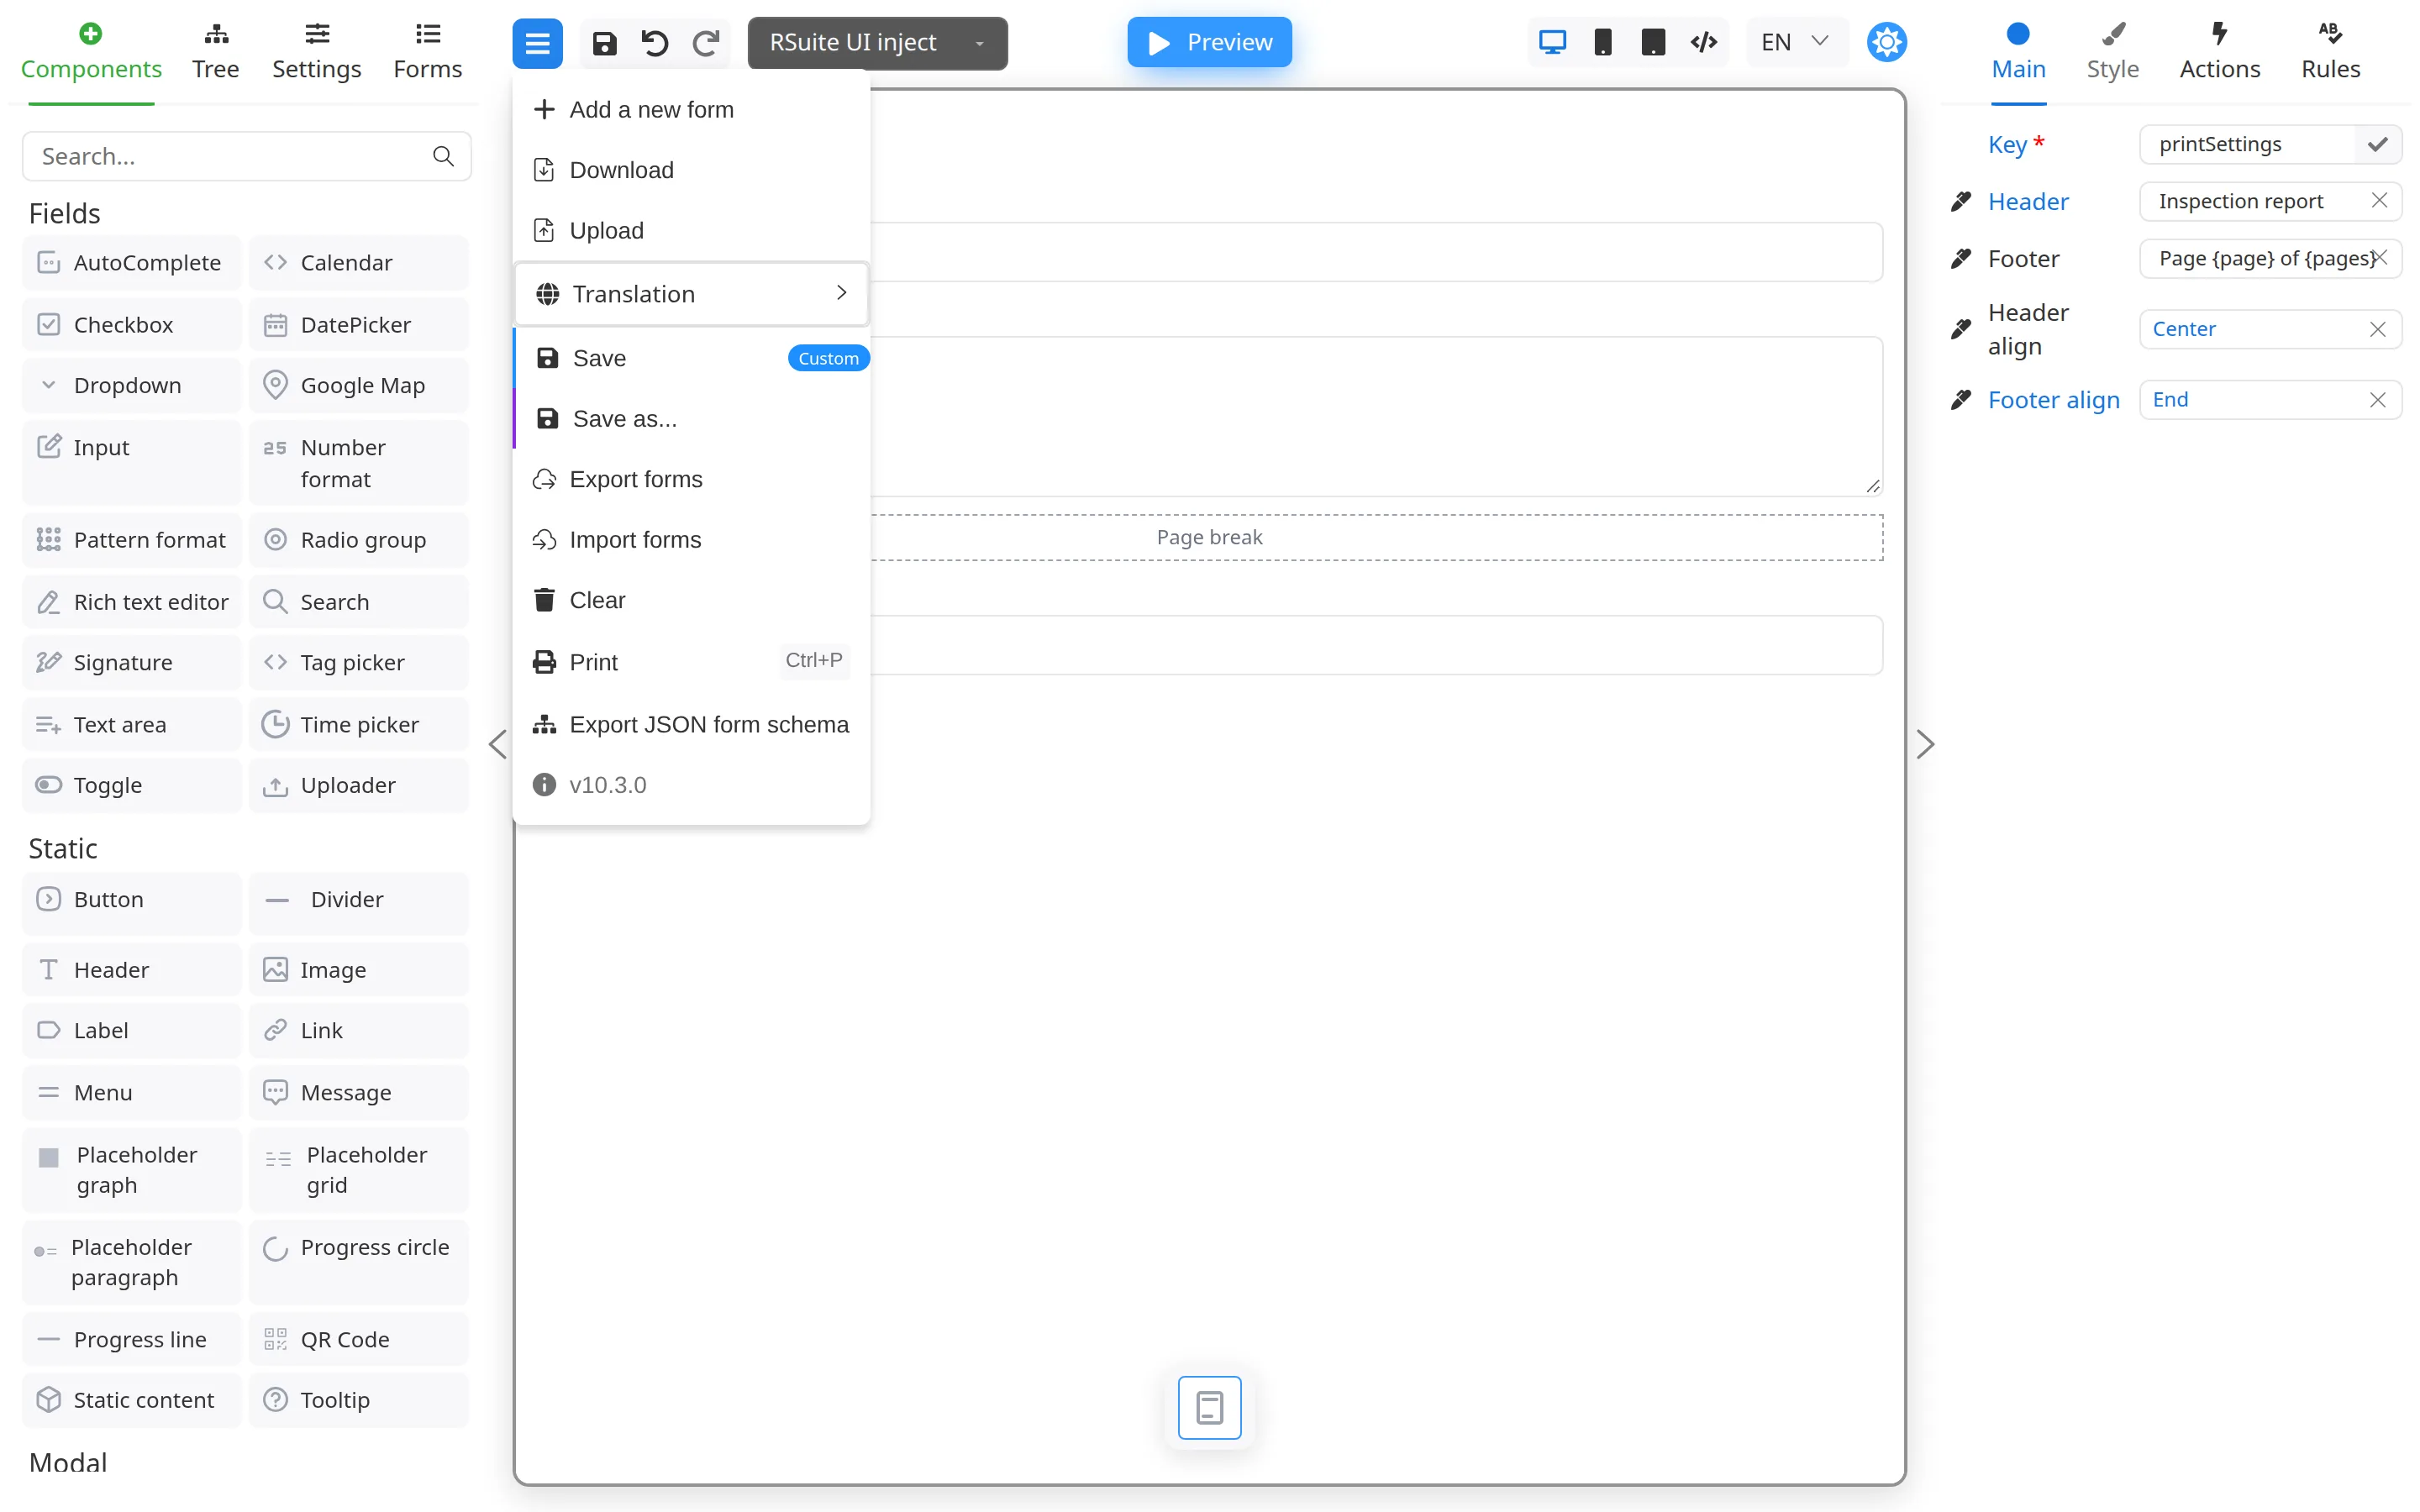 Components
Tree
Settings
Forms
RSuite UI inject
Preview
EN
Main
Style
Actions
Rules
Search...
Fields
AutoComplete
Calendar
Checkbox
DatePicker
Dropdown
Google Map
Input
Number
format
Pattern format
Radio group
Rich text editor
Search
Signature
Tag picker
Text area
Time picker
Toggle
Uploader
Static
Button
Divider
Header
Image
Label
Link
Menu
Message
Placeholder
graph
Placeholder
grid
Placeholder
paragraph
Progress circle
Progress line
QR Code
Static content
Tooltip
Modal
Add a new form
Download
Upload
Translation
Save
Custom
Save as...
Export forms
Import forms
Clear
Print
Ctrl+P
Export JSON form schema
v10.3.0
Page break
Key *
printSettings
Header
Inspection report
Footer
Page {page} of {pages}
Header
align
Center
Footer align
End